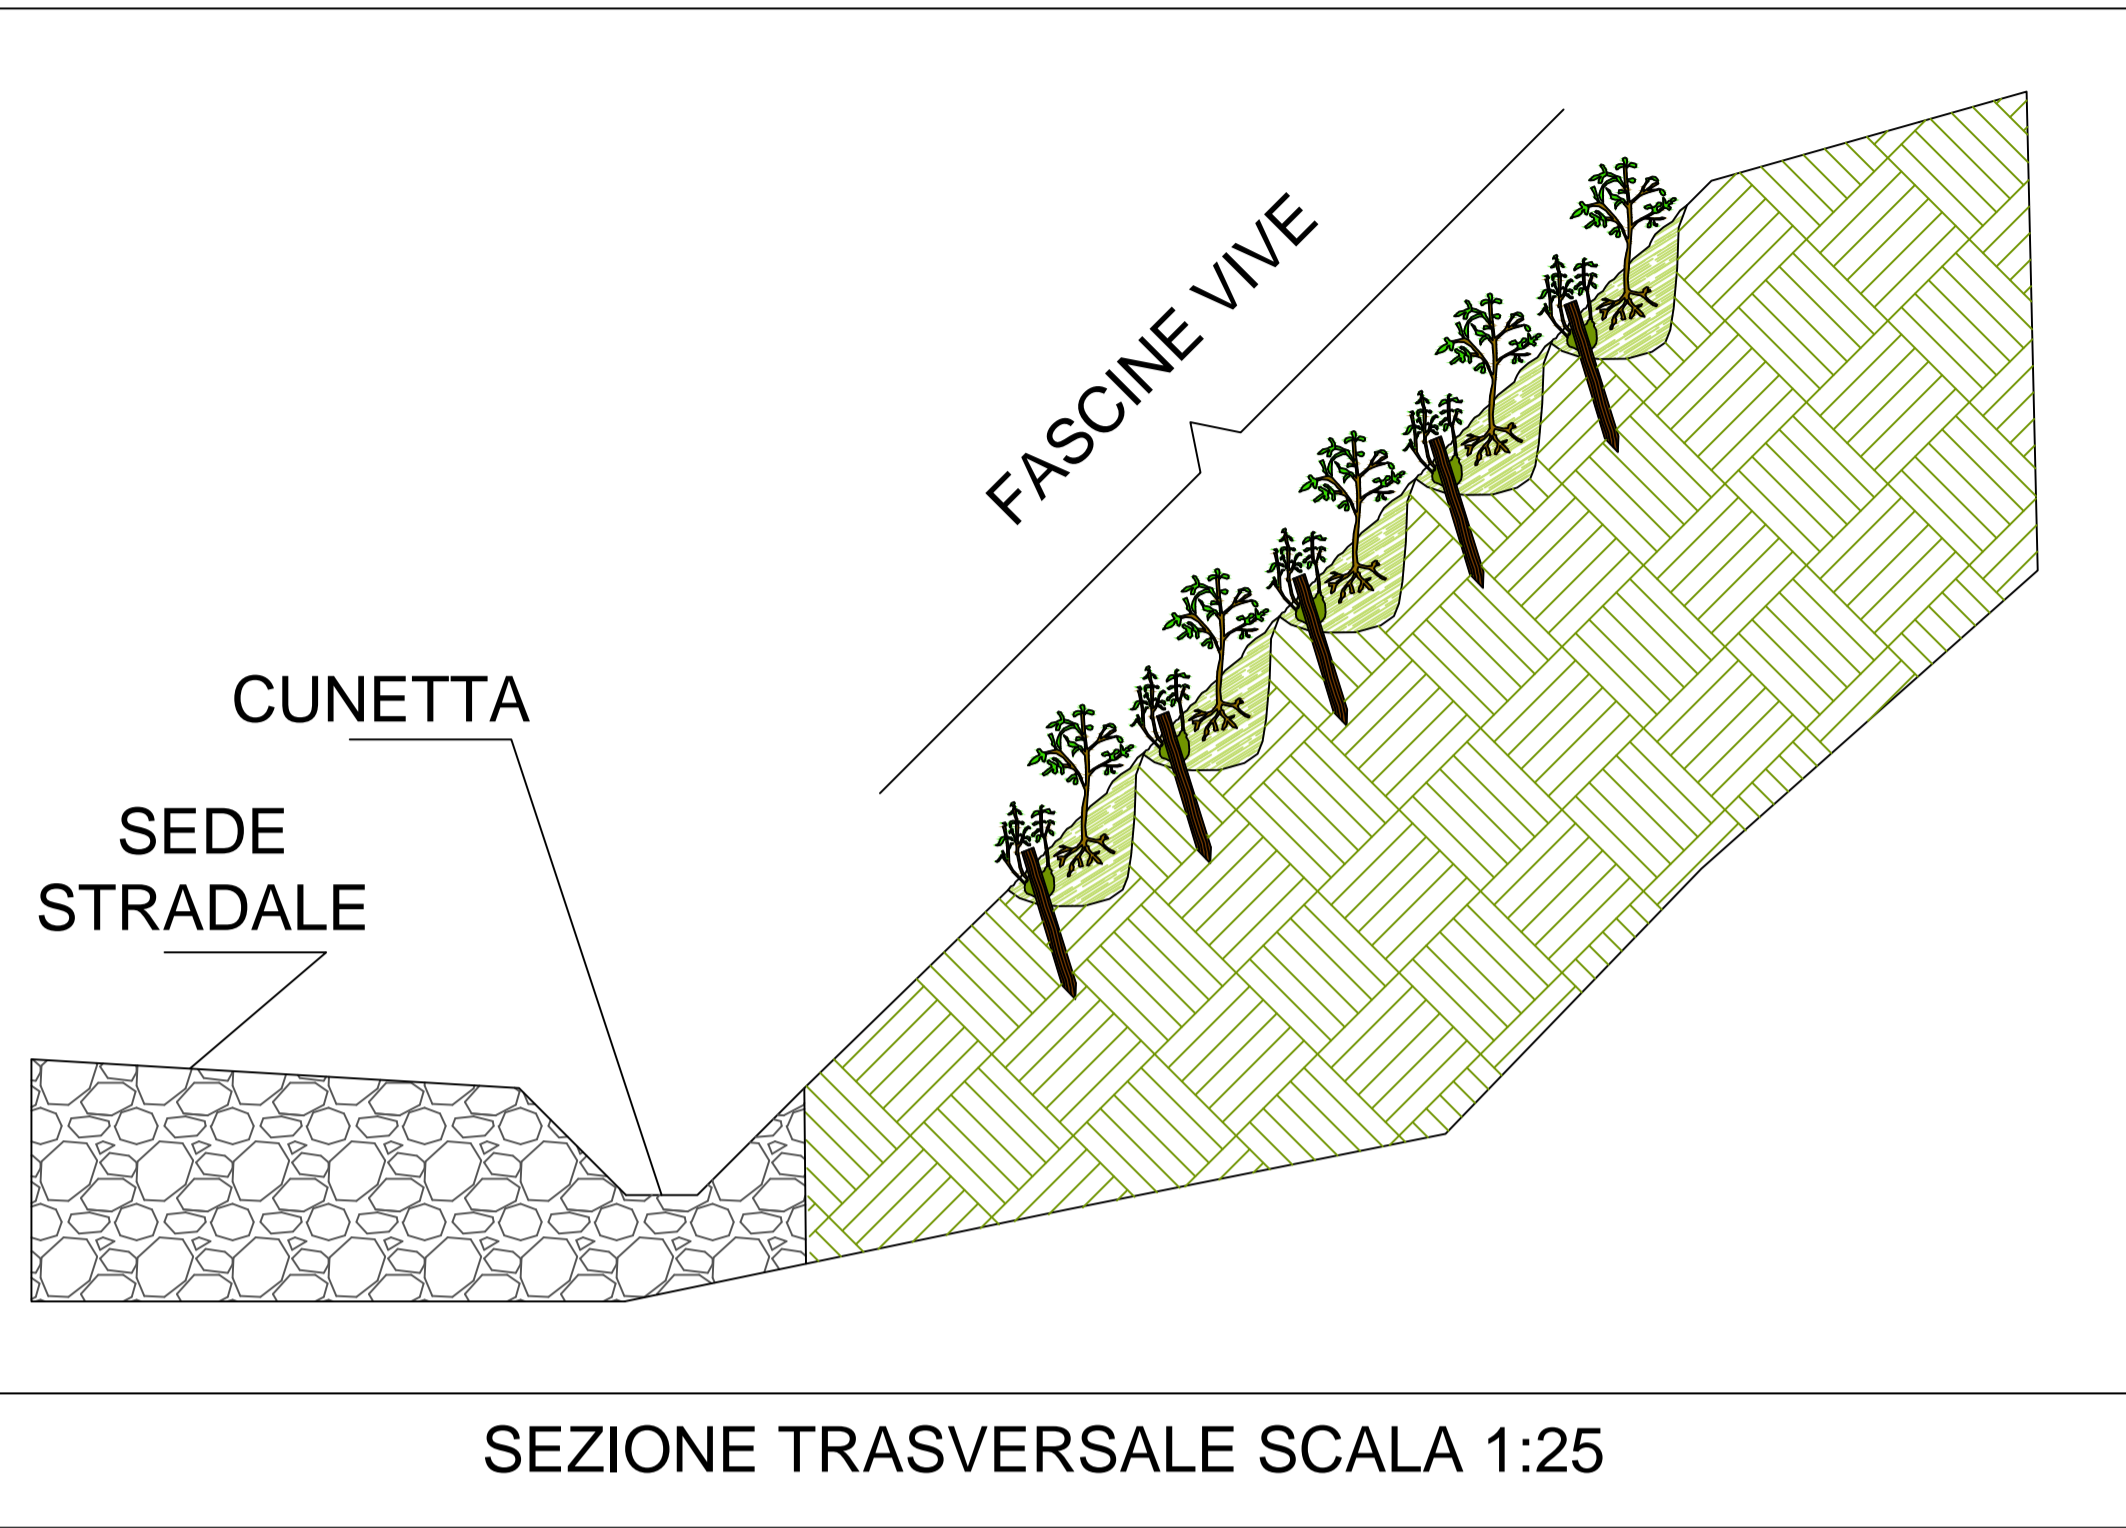 FASCINE VIVE
CUNETTA
SEDE
STRADALE
SEZIONE TRASVERSALE SCALA 1:25